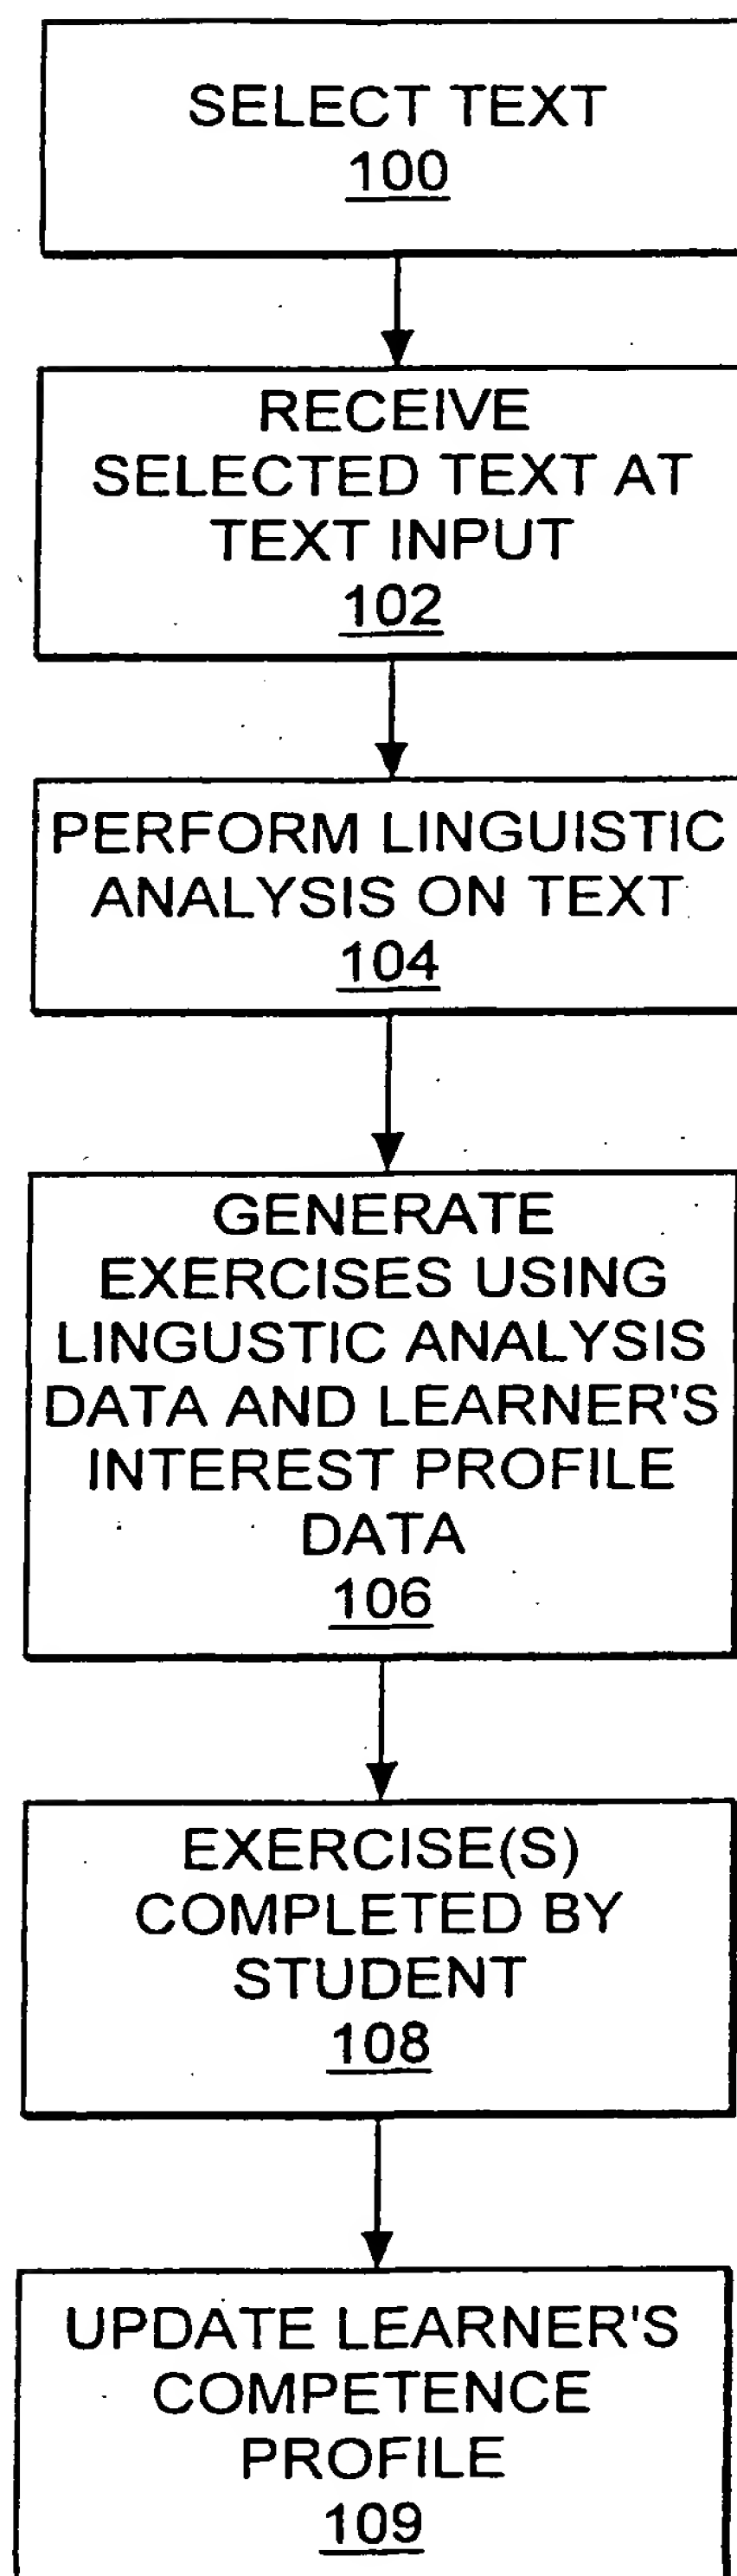 SELECT TEXT
100
RECEIVE
SELECTED TEXT AT
TEXT INPUT
102
PERFORM LINGUISTIC
ANALYSIS ON TEXT
104
GENERATE
EXERCISES USING
LINGUSTIC ANALYSIS
DATA AND LEARNER'S
INTEREST PROFILE
DATA
106
EXERCISE(S)
COMPLETED BY
STUDENT
108
UPDATE LEARNER'S
COMPETENCE
PROFILE
109